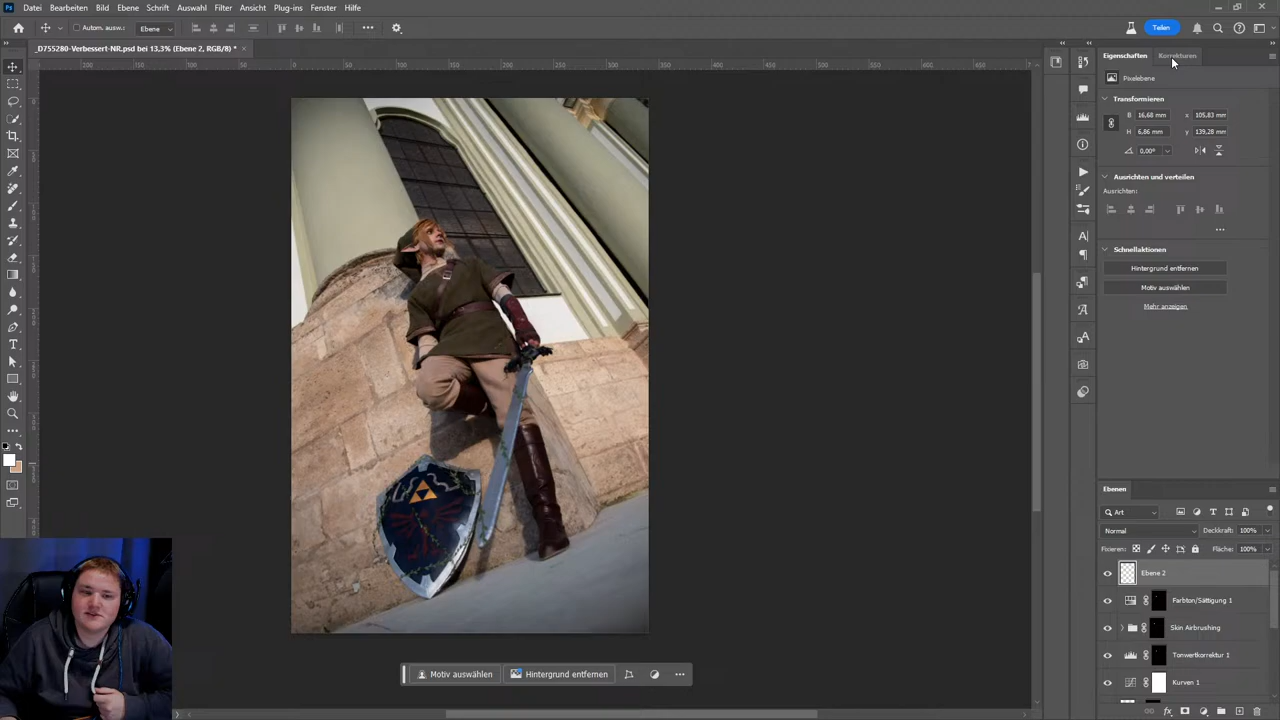 Datei Bearbeiten Bild Ebene Schrift Auswahl Filter Ansicht Plug-ins Fenster Hilfe
Autom. ausw.: Ebene Teilen
_D755280-Verbessert-NR.psd bei 13,3% (Ebene 2, RGB/8) *
Eigenschaften Korrekturen
Pixelebene
Transformieren
B 16,68 mm x 105,83 mm
H 6,86 mm y 139,28 mm
0,00°
Ausrichten und verteilen
Ausrichten:
Schnellaktionen
Hintergrund entfernen
Motiv auswählen
Mehr anzeigen
Ebenen
Art
Normal Deckkraft: 100%
Fixieren: Fläche: 100%
Ebene 2
Farbton/Sättigung 1
Skin Airbrushing
Tonwertkorrektur 1
Kurven 1
Motiv auswählen Hintergrund entfernen